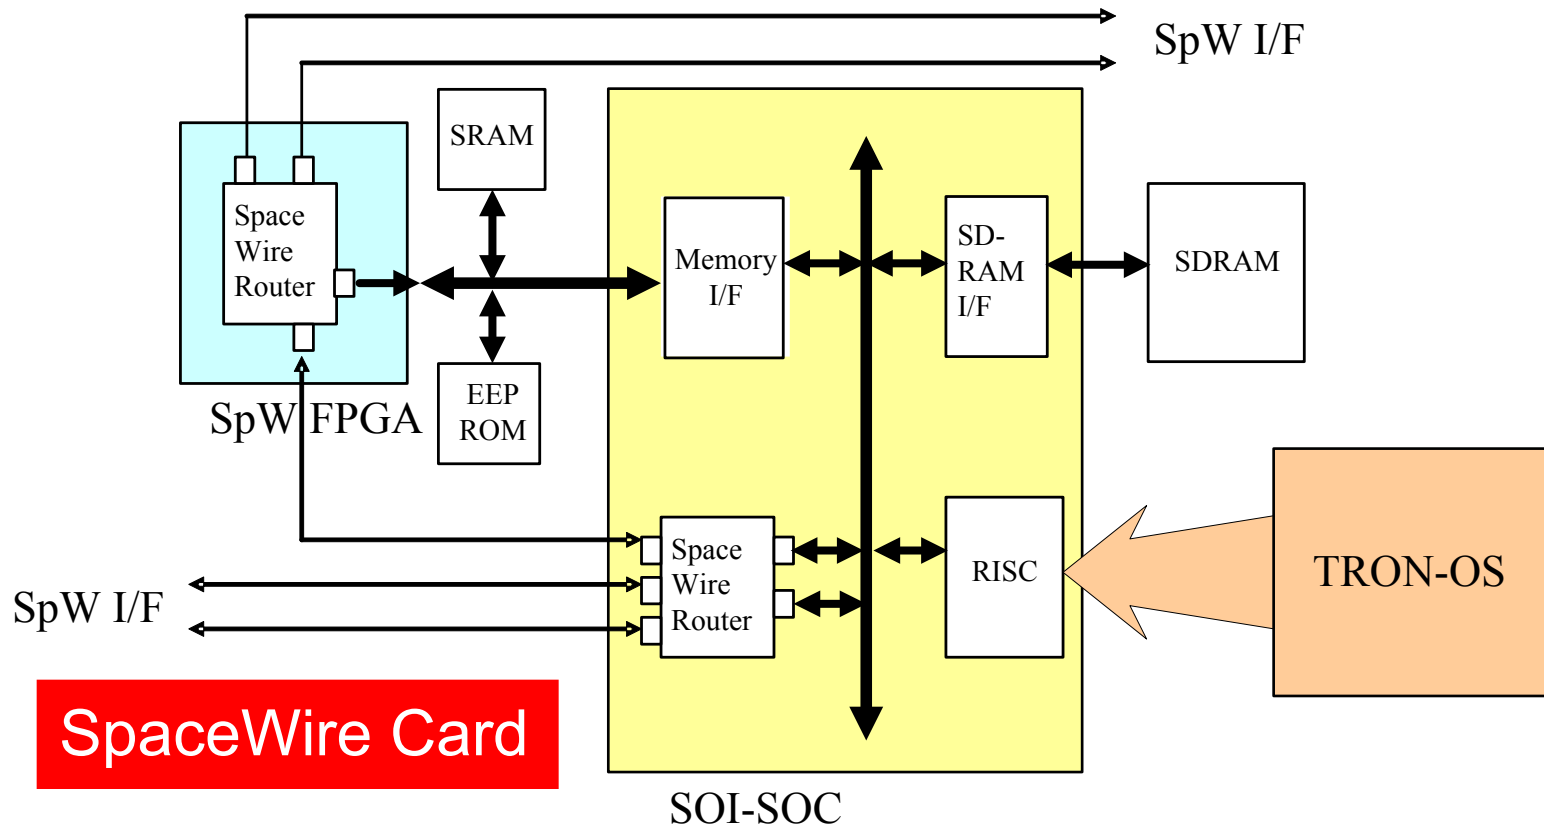 SpW I/F
SRAM
Space
Wire
Router
Memory
I/F
SD-
RAM
I/F
SDRAM
EEP
ROM
SpW FPGA
Space
Wire
Router
RISC
TRON-OS
SpW I/F
SpaceWire Card
SOI-SOC